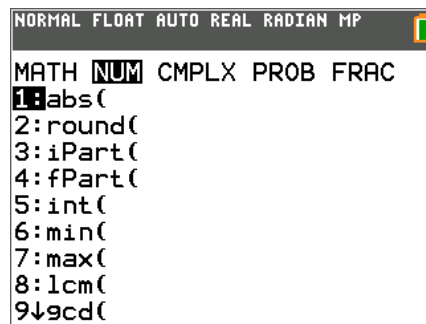 NORMAL FLOAT AUTO REAL RADIAN MP
MATH NUM CMPLX PROB FRAC
1:abs(
2:round(
3:iPart(
4:fPart(
5:int(
6:min(
7:max(
8:lcm(
9↓gcd(